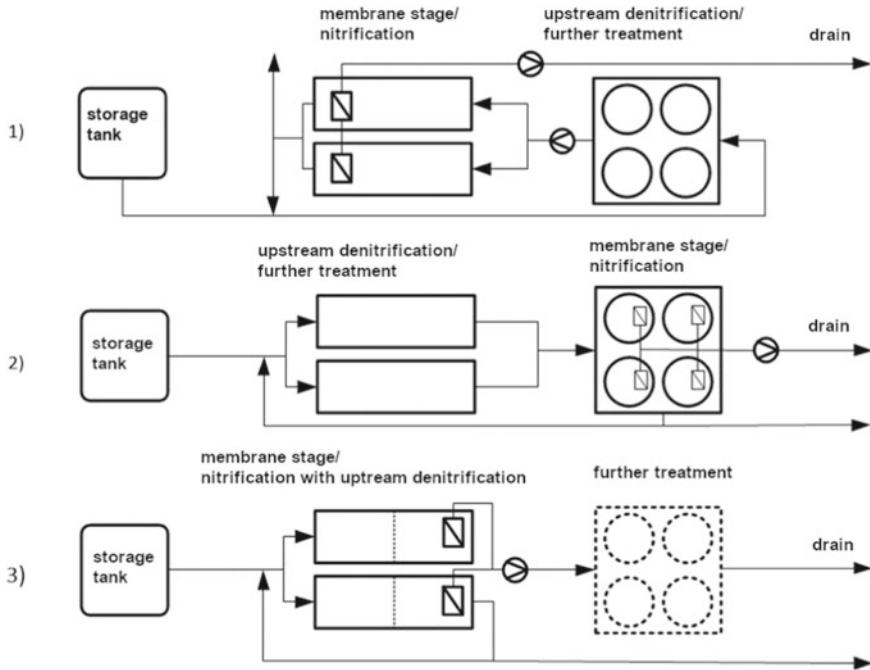 membrane stage/
nitrification
upstream denitrification/
further treatment
drain
1)
storage
tank
upstream denitrification/
further treatment
membrane stage/
nitrification
drain
2)
storage
tank
membrane stage/
nitrification with uptream denitrification
further treatment
drain
3)
storage
tank